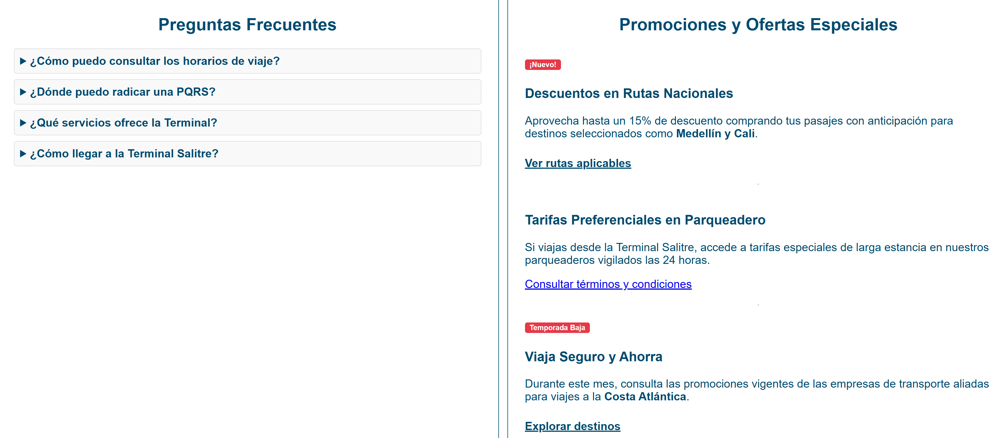 Preguntas Frecuentes
¿Cómo puedo consultar los horarios de viaje?
¿Dónde puedo radicar una PQRS?
¿Qué servicios ofrece la Terminal?
¿Cómo llegar a la Terminal Salitre?
Promociones y Ofertas Especiales
¡Nuevo!
Descuentos en Rutas Nacionales
Aprovecha hasta un 15% de descuento comprando tus pasajes con anticipación para
destinos seleccionados como Medellín y Cali.
Ver rutas aplicables
Tarifas Preferenciales en Parqueadero
Si viajas desde la Terminal Salitre, accede a tarifas especiales de larga estancia en nuestros
parqueaderos vigilados las 24 horas.
Consultar términos y condiciones
Temporada Baja
Viaja Seguro y Ahorra
Durante este mes, consulta las promociones vigentes de las empresas de transporte aliadas
para viajes a la Costa Atlántica.
Explorar destinos